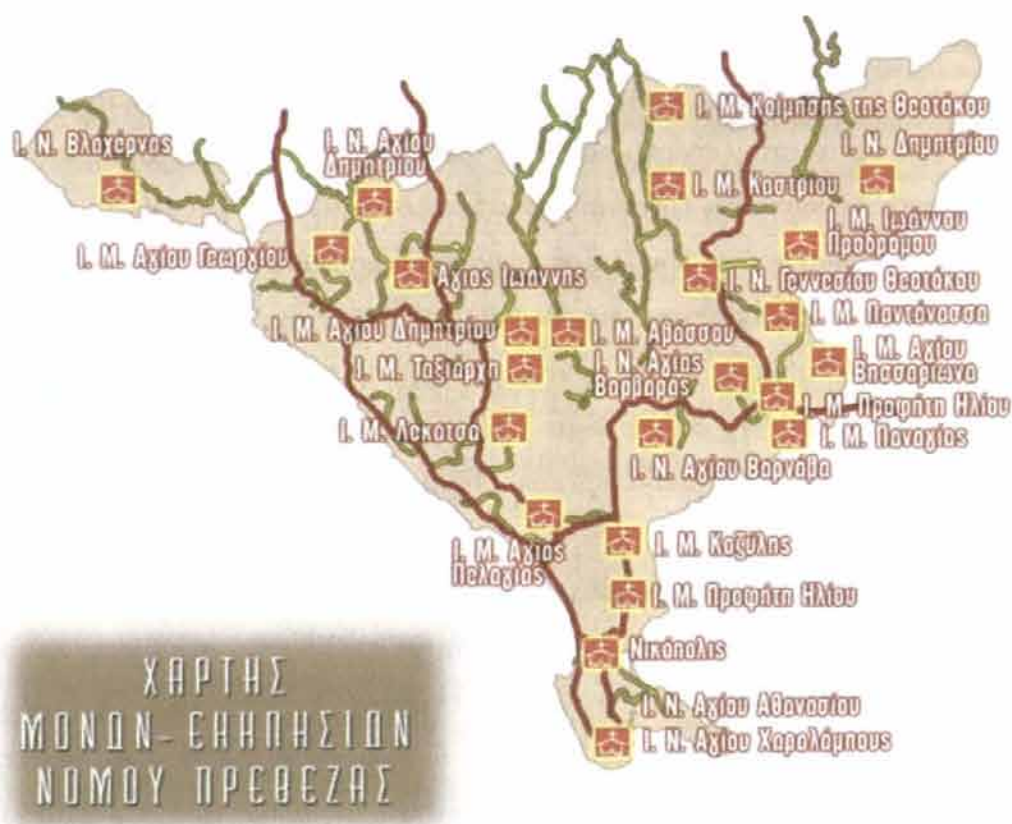 Ι. Μ. Κοίμησης της Θεοτόκου
Ι. Ν. Βλαχέρνας
Ι. Ν. Αγίου
Δημητρίου
Ι. Ν. Δημητρίου
Ι. Μ. Καστρίου
Ι. Μ. Ιωάννου
Προδρόμου
Ι. Μ. Αγίου Γεωργίου
Άγιος Ιωάννης
Ι. Ν. Γεννεσίου Θεοτόκου
Ι. Μ. Παντάνασσα
Ι. Μ. Αγίου Δημητρίου
Ι. Μ. Αβάσσου
Ι. Μ. Αγίου
Βησσαρίωνα
Ι. Μ. Ταξιάρχη
Ι. Ν. Αγίας
Βαρβάρας
Ι. Μ. Προφήτη Ηλίου
Ι. Μ. Λεκατσά
Ι. Μ. Παναγίας
Ι. Ν. Αγίου Βαρνάβα
Ι. Μ. Αγίας
Πελαγίας
Ι. Μ. Κοζύλης
Ι. Μ. Προφήτη Ηλίου
Νικόπολις
Ι. Ν. Αγίου Αθανασίου
Ι. Ν. Αγίου Χαραλάμπους
ΧΑΡΤΗΣ
ΜΟΝΩΝ - ΕΚΚΛΗΣΙΩΝ
ΝΟΜΟΥ ΠΡΕΒΕΖΑΣ